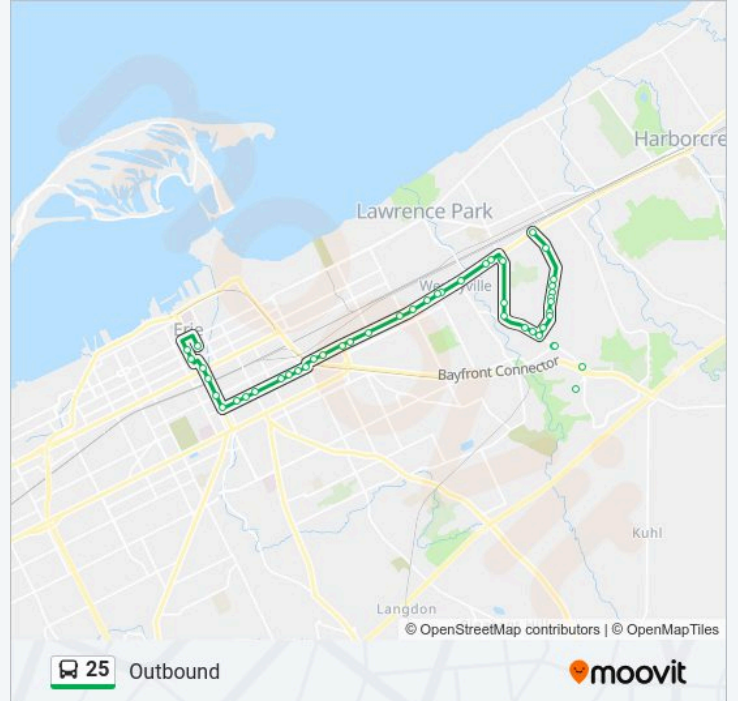 Harborcre
Lawrence Park
Erie
Bayfront Connector
Kuhl
Langdon
© OpenStreetMap contributors | © OpenMapTiles
25 Outbound
moovit